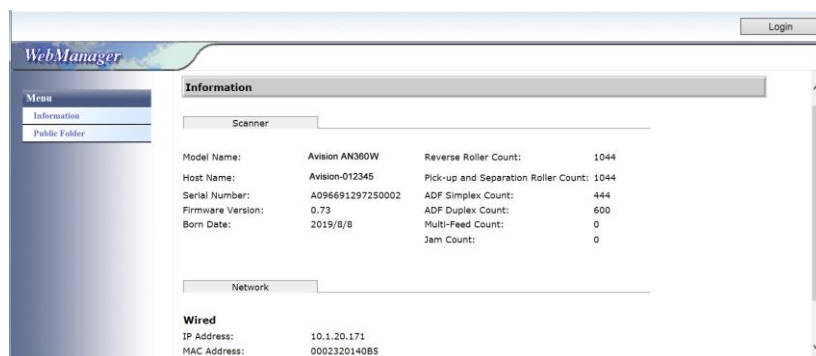 Login
WebManager
Menu
Information
Public Folder
Information
Scanner
Model Name: Avision AN360W Reverse Roller Count: 1044
Host Name: Avision-012345 Pick-up and Separation Roller Count: 1044
Serial Number: A096691297250002 ADF Simplex Count: 444
Firmware Version: 0.73 ADF Duplex Count: 600
Born Date: 2019/8/8 Multi-Feed Count: 0
Jam Count: 0
Network
Wired
IP Address: 10.1.20.171
MAC Address: 0002320140B5